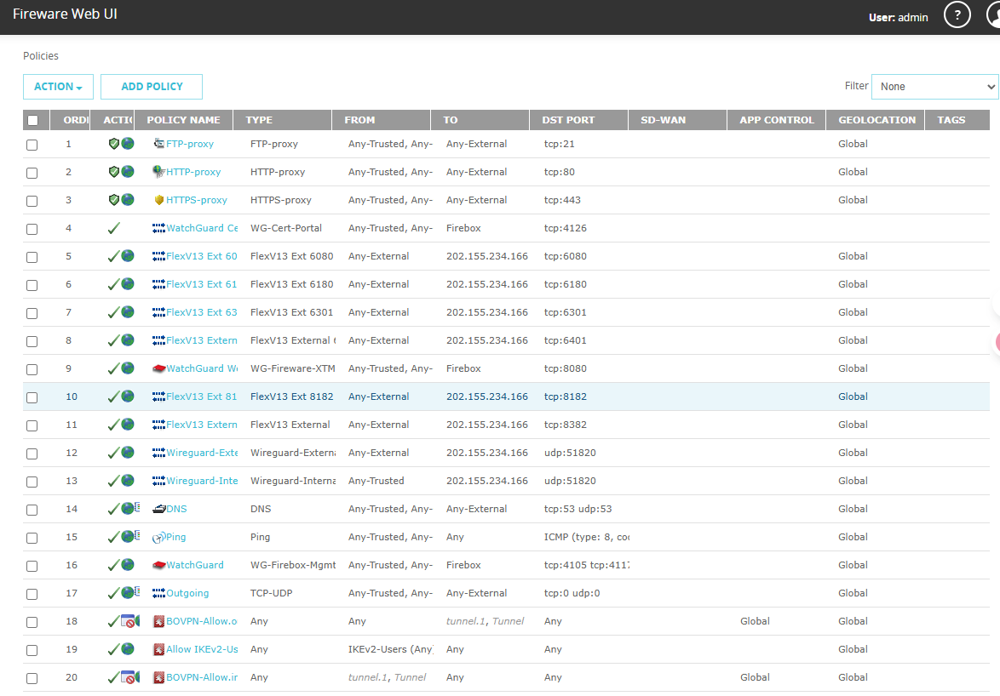 Fireware Web UI
User: admin ?
Policies
ACTION ADD POLICY Filter None
ORDE ACTIC POLICY NAME TYPE FROM TO DST PORT SD-WAN APP CONTROL GEOLOCATION TAGS
1 FTP-proxy FTP-proxy Any-Trusted, Any- Any-External tcp:21 Global
2 HTTP-proxy HTTP-proxy Any-Trusted, Any- Any-External tcp:80 Global
3 HTTPS-proxy HTTPS-proxy Any-Trusted, Any- Any-External tcp:443 Global
4 WatchGuard Ce WG-Cert-Portal Any-Trusted, Any- Firebox tcp:4126
5 FlexV13 Ext 60 FlexV13 Ext 6080 Any-External 202.155.234.166 tcp:6080 Global
6 FlexV13 Ext 61 FlexV13 Ext 6180 Any-External 202.155.234.166 tcp:6180 Global
7 FlexV13 Ext 63 FlexV13 Ext 6301 Any-External 202.155.234.166 tcp:6301 Global
8 FlexV13 Extern FlexV13 External 6 Any-External 202.155.234.166 tcp:6401 Global
9 WatchGuard We WG-Fireware-XTM Any-Trusted, Any- Firebox tcp:8080 Global
10 FlexV13 Ext 81 FlexV13 Ext 8182 Any-External 202.155.234.166 tcp:8182 Global
11 FlexV13 Extern FlexV13 External Any-External 202.155.234.166 tcp:8382 Global
12 Wireguard-Exte Wireguard-Externa Any-External 202.155.234.166 udp:51820 Global
13 Wireguard-Inte Wireguard-Interna Any-Trusted 202.155.234.166 udp:51820 Global
14 DNS DNS Any-Trusted, Any- Any-External tcp:53 udp:53 Global
15 Ping Ping Any-Trusted, Any- Any ICMP (type: 8, coc Global
16 WatchGuard WG-Firebox-Mgmt Any-Trusted, Any- Firebox tcp:4105 tcp:4117 Global
17 Outgoing TCP-UDP Any-Trusted, Any- Any-External tcp:0 udp:0 Global
18 BOVPN-Allow.o Any Any tunnel.1, Tunnel Any Global Global
19 Allow IKEv2-Us Any IKEv2-Users (Any) Any Any Global
20 BOVPN-Allow.ir Any tunnel.1, Tunnel Any Any Global Global